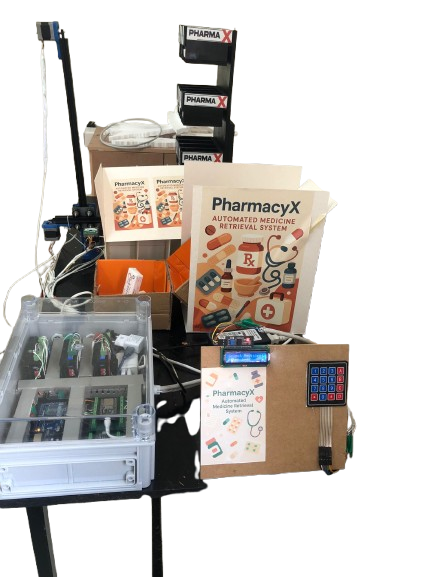 PHARMA X
PHARMA X
PHARMA X
PharmacyX
AUTOMATED MEDICINE
RETRIEVAL SYSTEM
Rx
PharmacyX
Automated
Medicine Retrieval
System